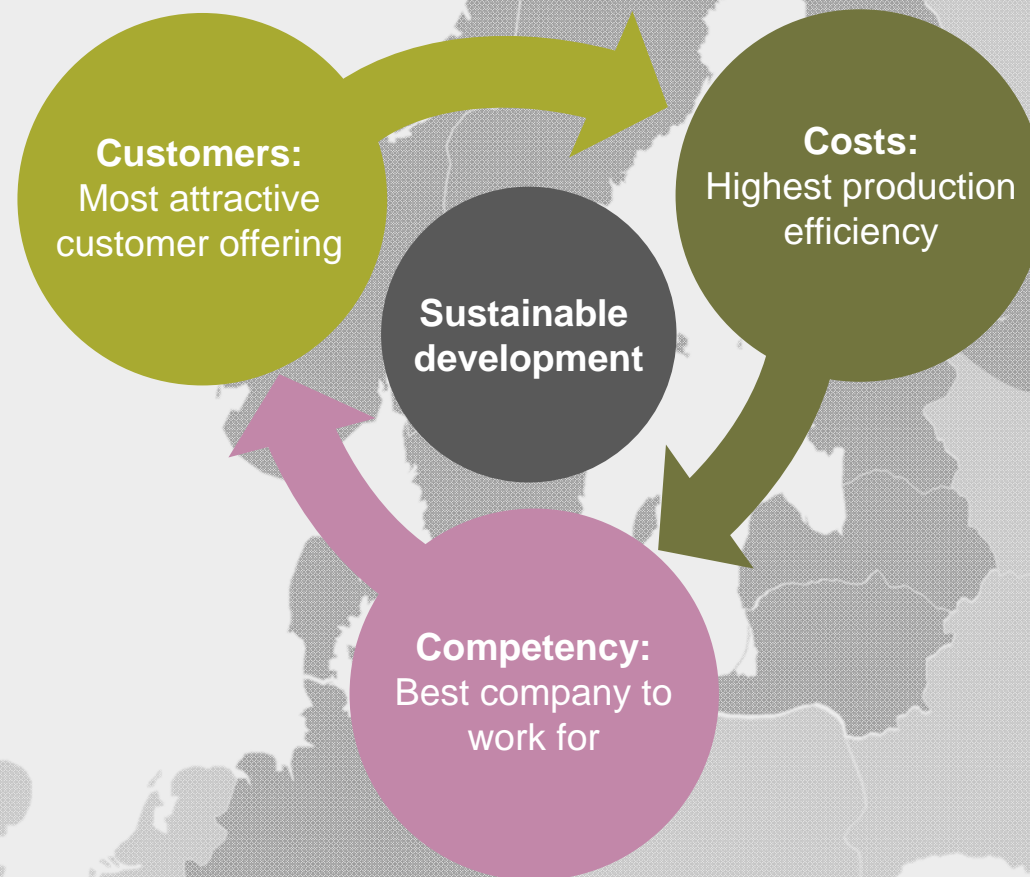 Customers:
Most attractive
customer offering
Costs:
Highest production
efficiency
Sustainable
development
Competency:
Best company to
work for